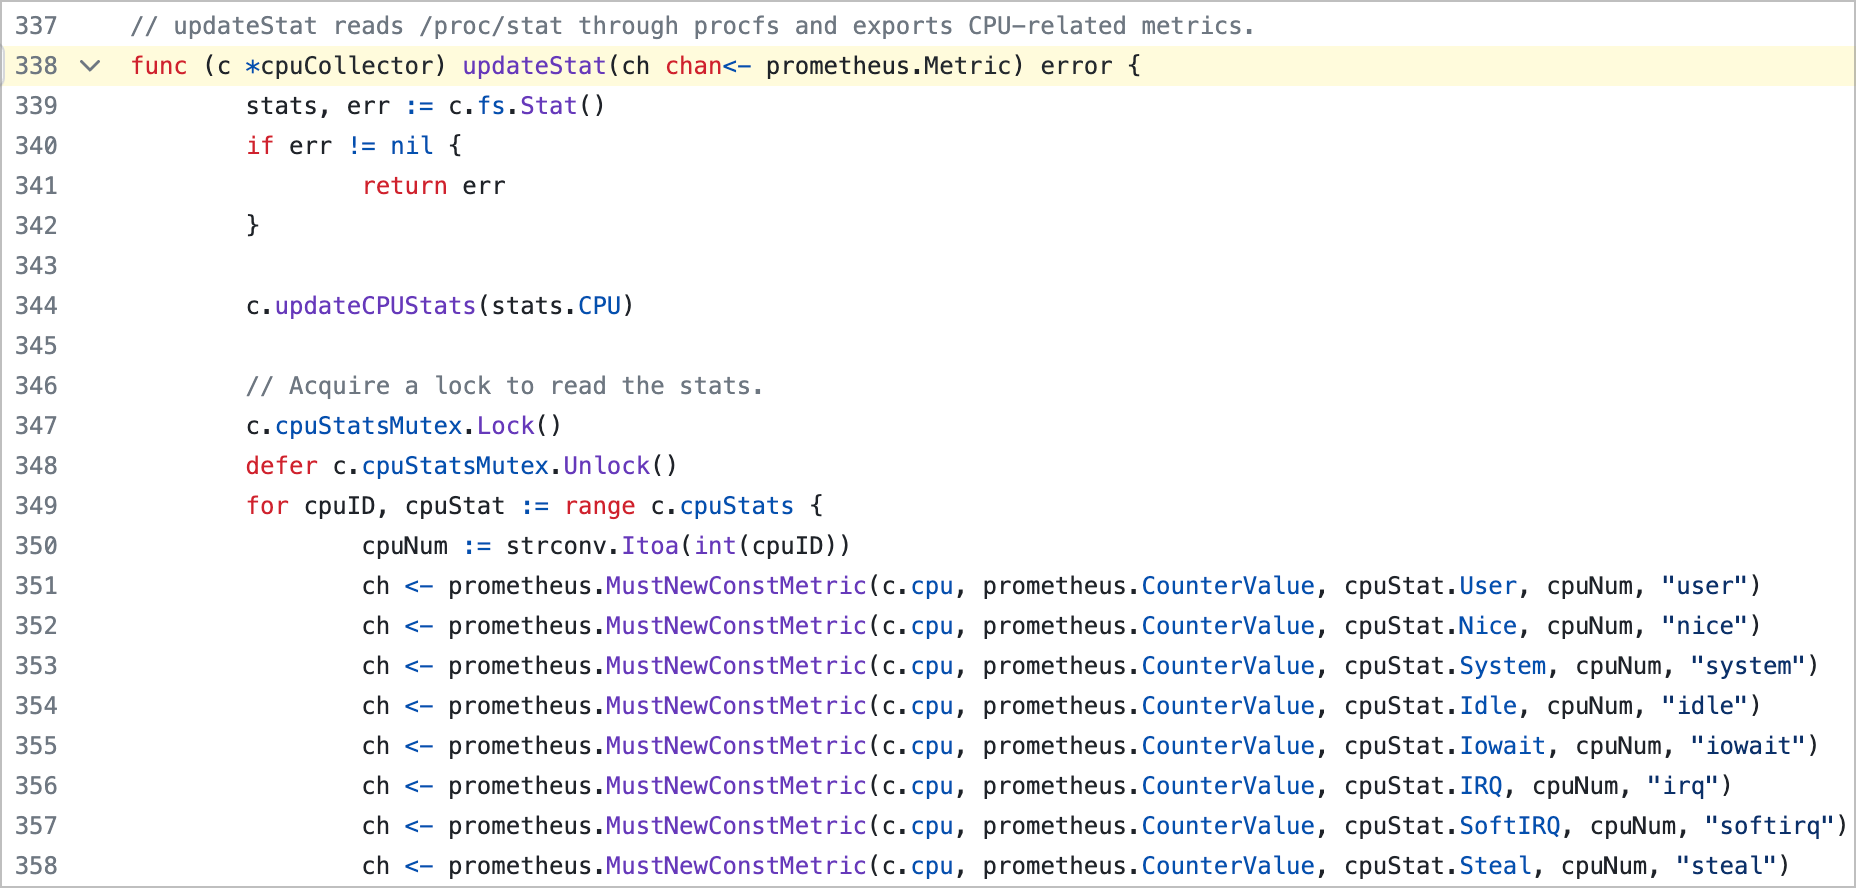 337 // updateStat reads /proc/stat through procfs and exports CPU-related metrics.
338 func (c *cpuCollector) updateStat(ch chan<- prometheus.Metric) error {
339 stats, err := c.fs.Stat()
340 if err != nil {
341 return err
342 }
343
344 c.updateCPUStats(stats.CPU)
345
346 // Acquire a lock to read the stats.
347 c.cpuStatsMutex.Lock()
348 defer c.cpuStatsMutex.Unlock()
349 for cpuID, cpuStat := range c.cpuStats {
350 cpuNum := strconv.Itoa(int(cpuID))
351 ch <- prometheus.MustNewConstMetric(c.cpu, prometheus.CounterValue, cpuStat.User, cpuNum, "user")
352 ch <- prometheus.MustNewConstMetric(c.cpu, prometheus.CounterValue, cpuStat.Nice, cpuNum, "nice")
353 ch <- prometheus.MustNewConstMetric(c.cpu, prometheus.CounterValue, cpuStat.System, cpuNum, "system")
354 ch <- prometheus.MustNewConstMetric(c.cpu, prometheus.CounterValue, cpuStat.Idle, cpuNum, "idle")
355 ch <- prometheus.MustNewConstMetric(c.cpu, prometheus.CounterValue, cpuStat.Iowait, cpuNum, "iowait")
356 ch <- prometheus.MustNewConstMetric(c.cpu, prometheus.CounterValue, cpuStat.IRQ, cpuNum, "irq")
357 ch <- prometheus.MustNewConstMetric(c.cpu, prometheus.CounterValue, cpuStat.SoftIRQ, cpuNum, "softirq")
358 ch <- prometheus.MustNewConstMetric(c.cpu, prometheus.CounterValue, cpuStat.Steal, cpuNum, "steal")